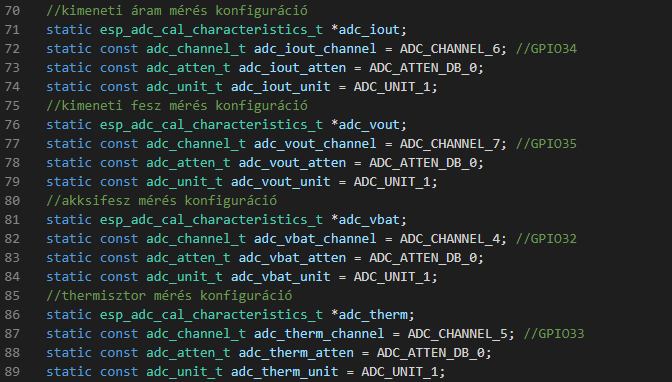 70 //kimeneti áram mérés konfiguráció
71 static esp_adc_cal_characteristics_t *adc_iout;
72 static const adc_channel_t adc_iout_channel = ADC_CHANNEL_6; //GPIO34
73 static const adc_atten_t adc_iout_atten = ADC_ATTEN_DB_0;
74 static const adc_unit_t adc_iout_unit = ADC_UNIT_1;
75 //kimeneti fesz mérés konfiguráció
76 static esp_adc_cal_characteristics_t *adc_vout;
77 static const adc_channel_t adc_vout_channel = ADC_CHANNEL_7; //GPIO35
78 static const adc_atten_t adc_vout_atten = ADC_ATTEN_DB_0;
79 static const adc_unit_t adc_vout_unit = ADC_UNIT_1;
80 //akksifesz mérés konfiguráció
81 static esp_adc_cal_characteristics_t *adc_vbat;
82 static const adc_channel_t adc_vbat_channel = ADC_CHANNEL_4; //GPIO32
83 static const adc_atten_t adc_vbat_atten = ADC_ATTEN_DB_0;
84 static const adc_unit_t adc_vbat_unit = ADC_UNIT_1;
85 //thermisztor mérés konfiguráció
86 static esp_adc_cal_characteristics_t *adc_therm;
87 static const adc_channel_t adc_therm_channel = ADC_CHANNEL_5; //GPIO33
88 static const adc_atten_t adc_therm_atten = ADC_ATTEN_DB_0;
89 static const adc_unit_t adc_therm_unit = ADC_UNIT_1;